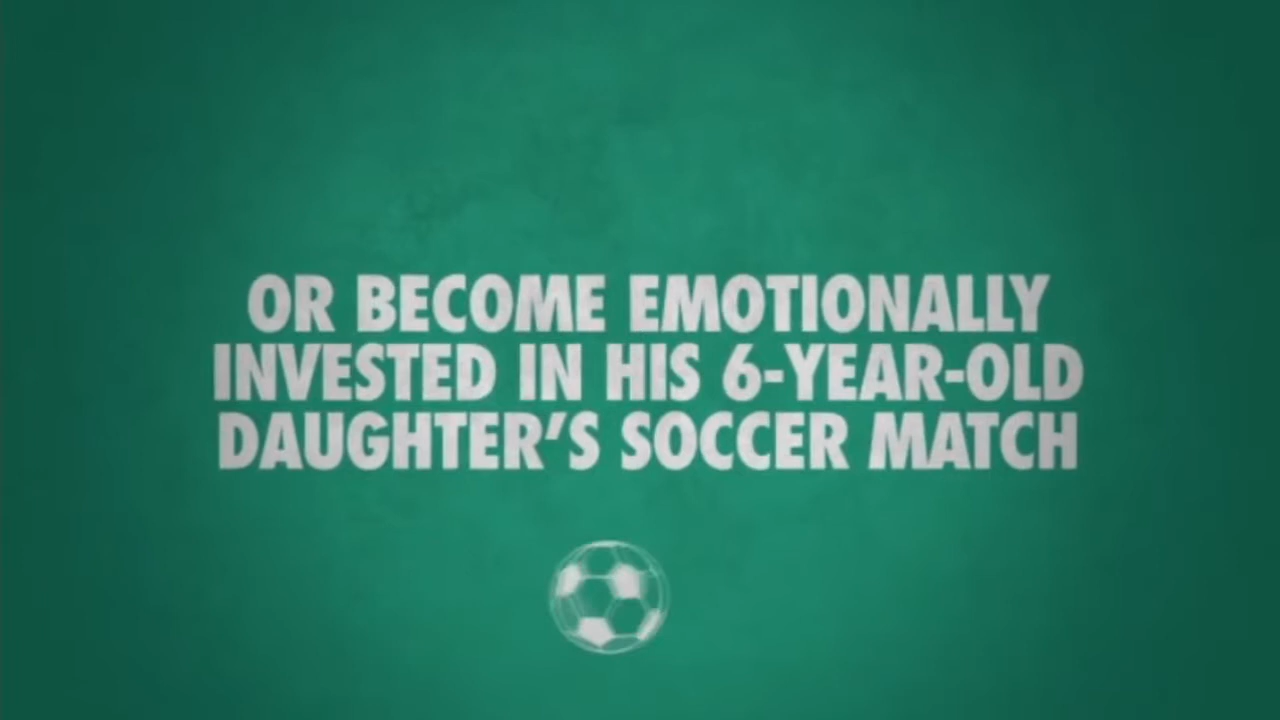 OR BECOME EMOTIONALLY
INVESTED IN HIS 6-YEAR-OLD
DAUGHTER'S SOCCER MATCH